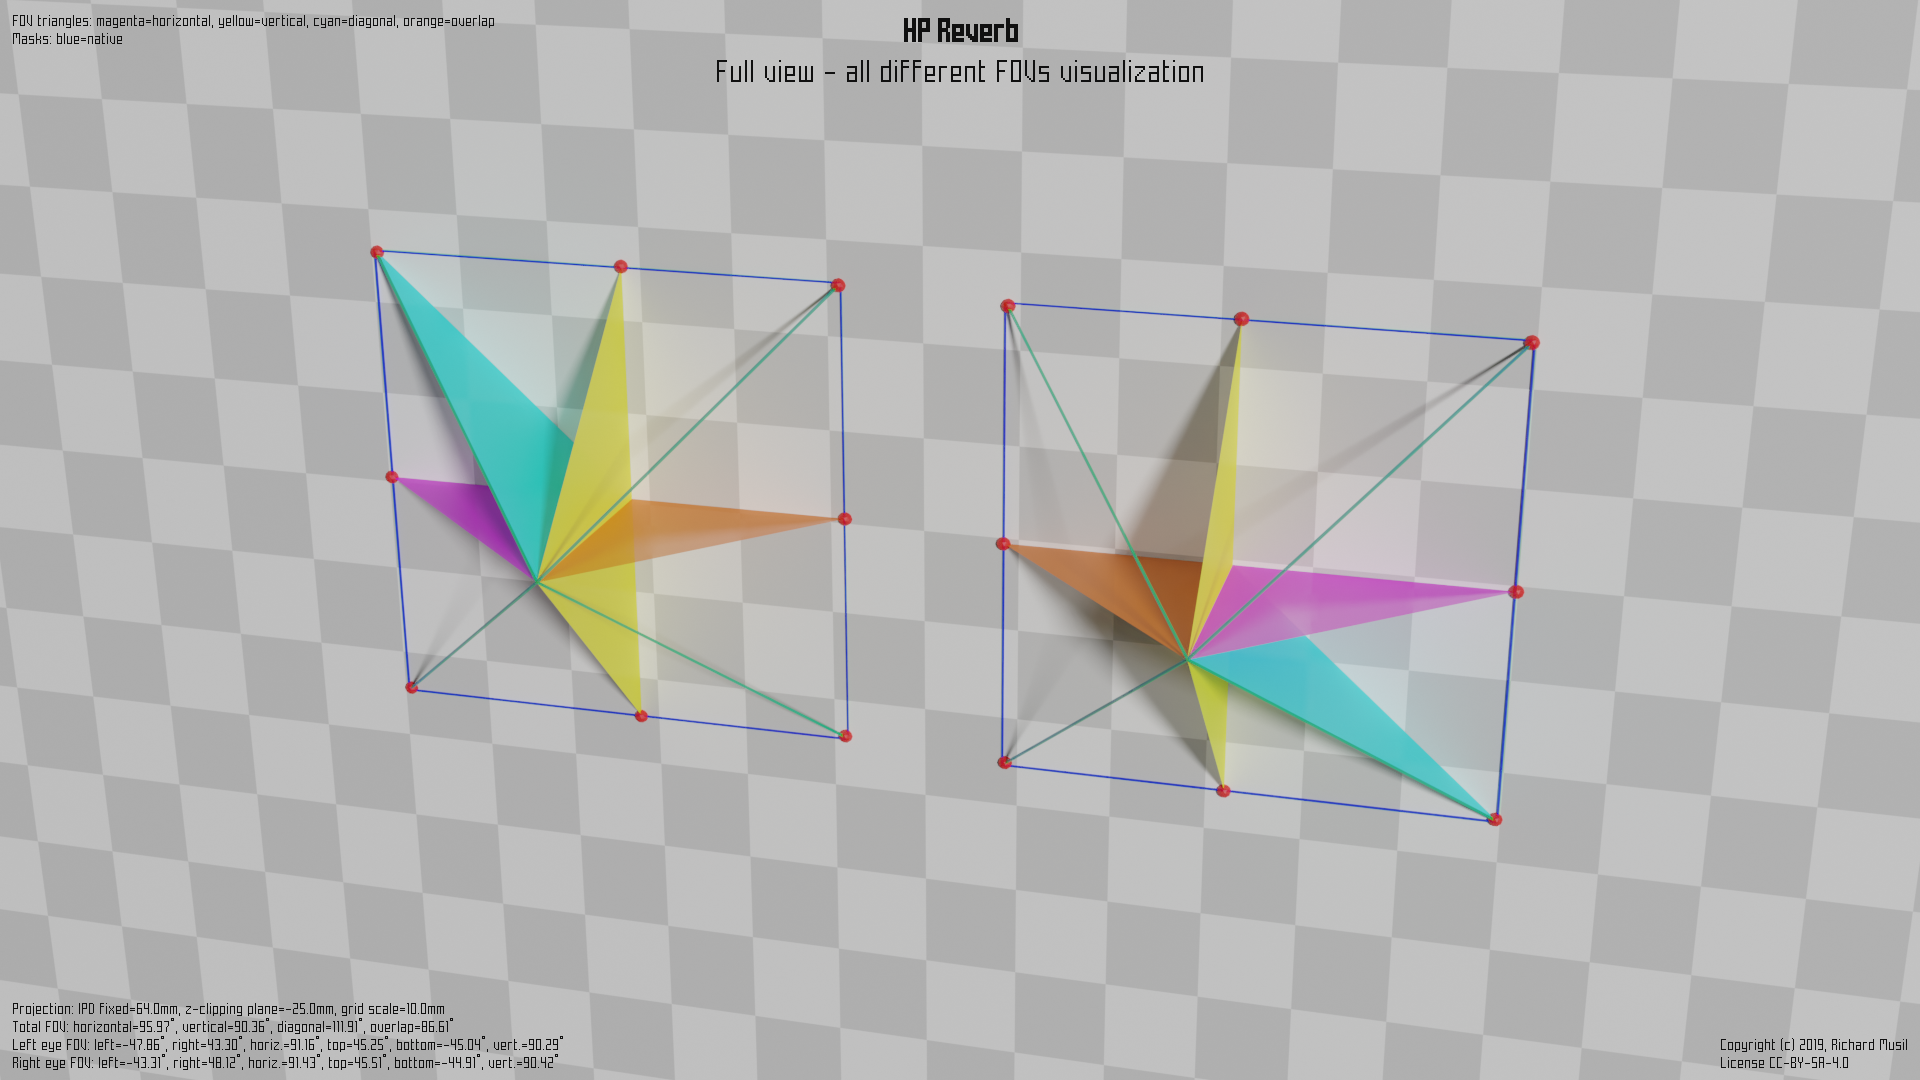 FOV triangles: magenta=horizontal, yellow=vertical, cyan=diagonal, orange=overlap
Masks: blue=native
HP Reverb
Full view - all different FOVs visualization
Projection: IPD fixed=64.0mm, z-clipping plane=-25.0mm, grid scale=10.0mm
Total FOV: horizontal=95.97°, vertical=90.36°, diagonal=111.91°, overlap=86.61°
Left eye FOV: left=-47.86°, right=43.30°, horiz.=91.16°, top=45.25°, bottom=-45.04°, vert.=90.29°
Right eye FOV: left=-43.31°, right=48.12°, horiz.=91.43°, top=45.51°, bottom=-44.91°, vert.=90.42°
Copyright (c) 2019, Richard Musil
License CC-BY-SA-4.0